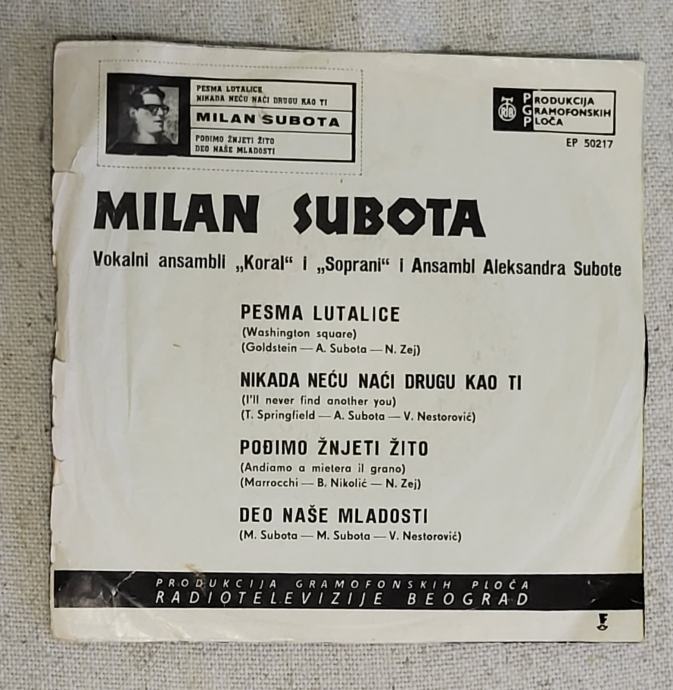 PESMA LUTALICE
NIKADA NEĆU NAĆI DRUGU KAO TI
MILAN SUBOTA
POĐIMO ŽNJETI ŽITO
DEO NAŠE MLADOSTI
PGP RTB
PRODUKCIJA
GRAMOFONSKIH
PLOČA
EP 50217
MILAN SUBOTA
Vokalni ansambli „Koral“ i „Soprani“ i Ansambl Aleksandra Subote
PESMA LUTALICE
(Washington square)
(Goldstein — A. Subota — N. Zej)
NIKADA NEĆU NAĆI DRUGU KAO TI
(I'll never find another you)
(T. Springfield — A. Subota — V. Nestorović)
POĐIMO ŽNJETI ŽITO
(Andiamo a mietera il grano)
(Marrocchi — B. Nikolić — N. Zej)
DEO NAŠE MLADOSTI
(M. Subota — M. Subota — V. Nestorović)
PRODUKCIJA GRAMOFONSKIH PLOČA
RADIOTELEVIZIJE BEOGRAD